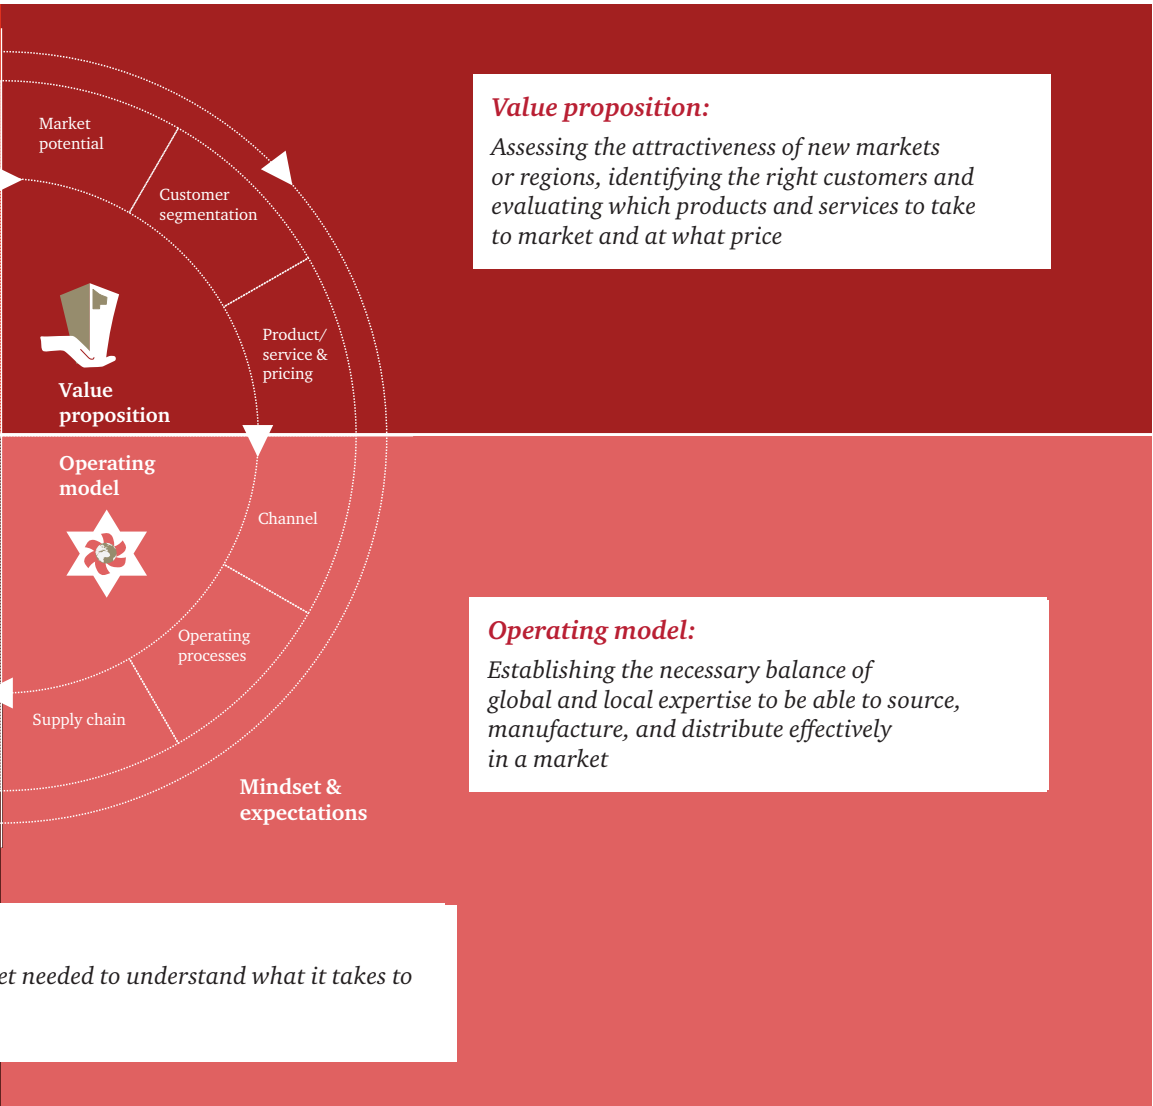 Market
potential
Customer
segmentation
Product/
service &
pricing
Value
proposition
Operating
model
Channel
Operating
processes
Supply chain
Mindset &
expectations
Value proposition:
Assessing the attractiveness of new markets
or regions, identifying the right customers and
evaluating which products and services to take
to market and at what price
Operating model:
Establishing the necessary balance of
global and local expertise to be able to source,
manufacture, and distribute effectively
in a market
et needed to understand what it takes to